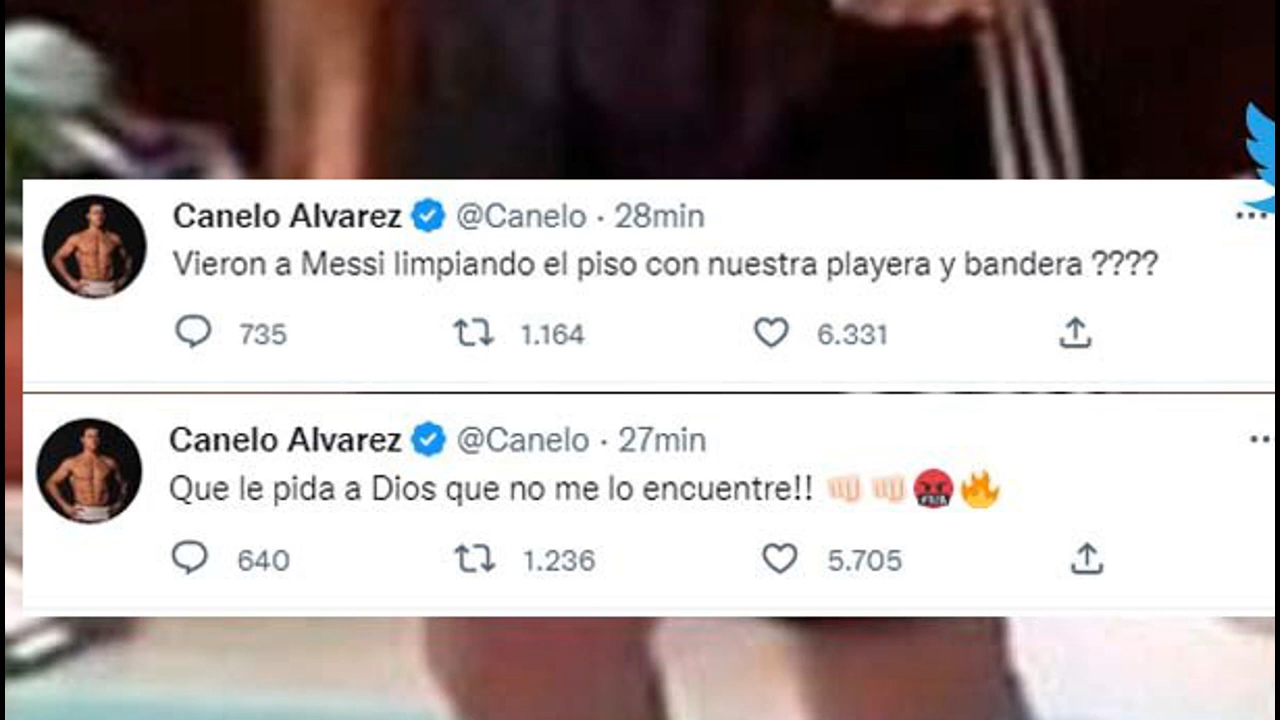 Canelo Alvarez @Canelo · 28min
Vieron a Messi limpiando el piso con nuestra playera y bandera ????
735 1.164 6.331
Canelo Alvarez @Canelo · 27min
Que le pida a Dios que no me lo encuentre!! 👊🏻👊🏻🤬🔥
640 1.236 5.705